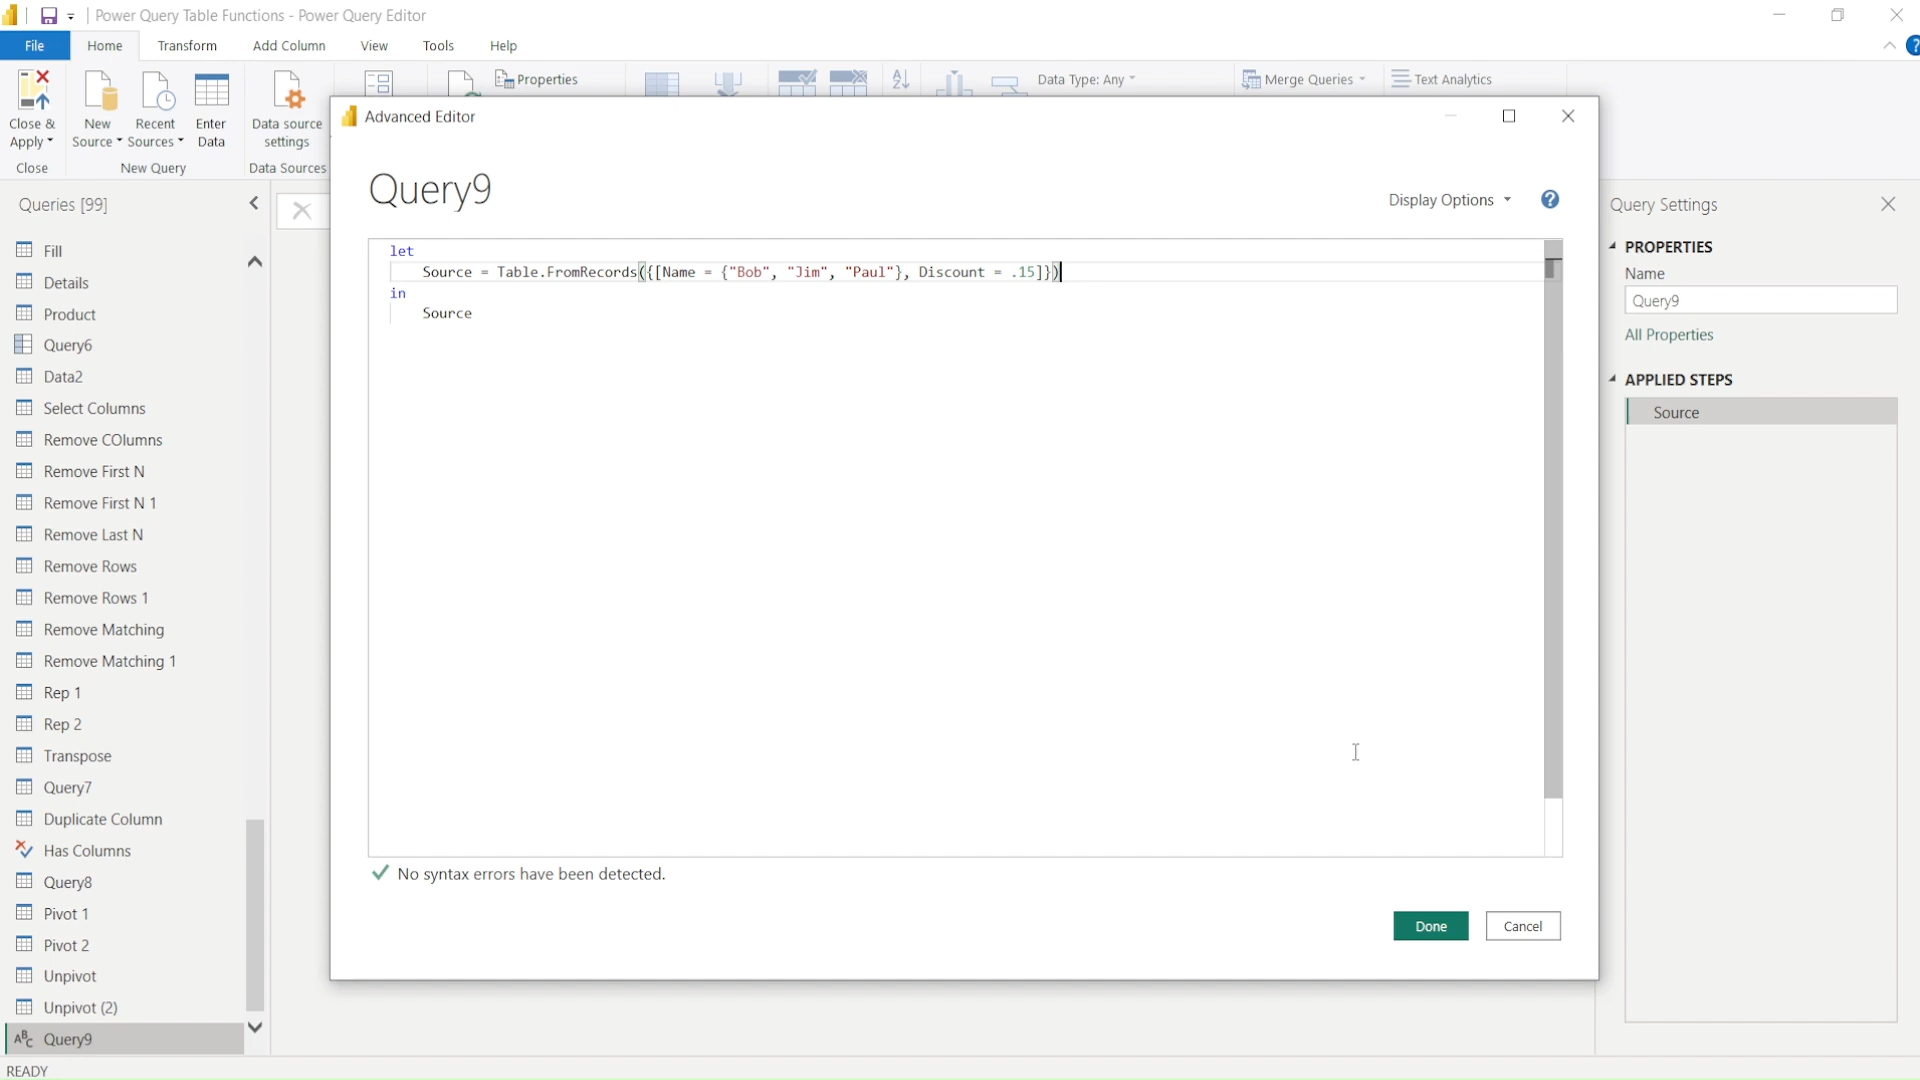 Power Query Table Functions - Power Query Editor
File Home Transform Add Column View Tools Help
Close & Apply
New Source
Recent Sources
Enter Data
Data source settings
Properties
Data Type: Any
Merge Queries
Text Analytics
Close
New Query
Data Sources
Queries [99]
Fill
Details
Product
Query6
Data2
Select Columns
Remove COlumns
Remove First N
Remove First N 1
Remove Last N
Remove Rows
Remove Rows 1
Remove Matching
Remove Matching 1
Rep 1
Rep 2
Transpose
Query7
Duplicate Column
Has Columns
Query8
Pivot 1
Pivot 2
Unpivot
Unpivot (2)
ABC Query9
READY
Advanced Editor
Query9
Display Options
?
let
Source = Table.FromRecords({[Name = {"Bob", "Jim", "Paul"}, Discount = .15]})
in
Source
No syntax errors have been detected.
Done
Cancel
?
Query Settings
PROPERTIES
Name
Query9
All Properties
APPLIED STEPS
Source